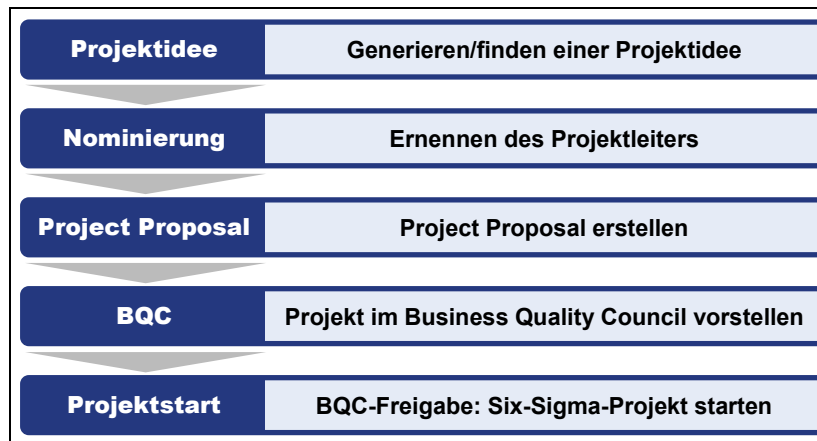 Projektidee Generieren/finden einer Projektidee
Nominierung Ernennen des Projektleiters
Project Proposal Project Proposal erstellen
BQC Projekt im Business Quality Council vorstellen
Projektstart BQC-Freigabe: Six-Sigma-Projekt starten